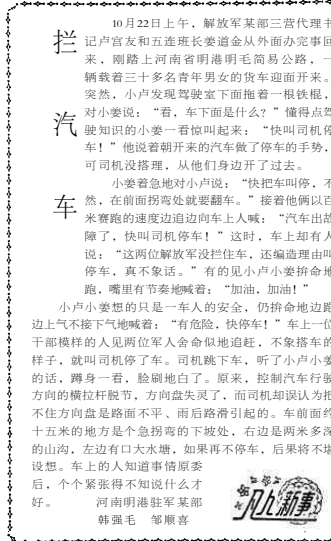 拦
汽
车
10月22日上午，解放军某部三营代理书
记卢宫友和五连班长姜道金从外面办完事回
来，刚踏上河南省明港明毛简易公路，一
辆载着三十多名青年男女的货车迎面开来。
突然，小卢发现驾驶室下面拖着一根铁棍，
对小姜说：“看，车下面是什么？”懂得点驾
驶知识的小姜一看惊叫起来：“快叫司机停
车！”他说着朝开来的汽车做了停车的手势，
可司机没搭理，从他们身边开了过去。
小姜着急地对小卢说：“快把车叫停，不
然，在前面拐弯处就要翻车。”接着他俩以百
米赛跑的速度边追边向车上人喊；“汽车出故
障了，快叫司机停车！”这时，车上却有人
说：“这两位解放军没拦住车，还编造理由叫
停车，真不象话。”有的见小卢小姜拚命地
跑，嘴里有节奏地喊着：“加油，加油！”
小卢小姜想的只是一车人的安全，仍拚命地边跑
边上气不接下气地喊着：“有危险，快停车！”车上一位
干部模样的人见两位军人舍命似地追赶，不象搭车的
样子，就叫司机停了车。司机跳下车，听了小卢小姜
的话，蹲身一看，脸刷地白了。原来，控制汽车行驶
方向的横拉杆脱节，方向盘失灵了，而司机却误认为把
不住方向盘是路面不平、雨后路滑引起的。车前面约
十五米的地方是个急拐弯的下坡处，右边是两米多深
的山沟，左边有口大水塘，如果再不停车，后果将不堪
设想。车上的人知道事情原委
后，个个紧张得不知说什么才
好。 河南明港驻军某部
韩强毛 邹顺喜
凡人新事